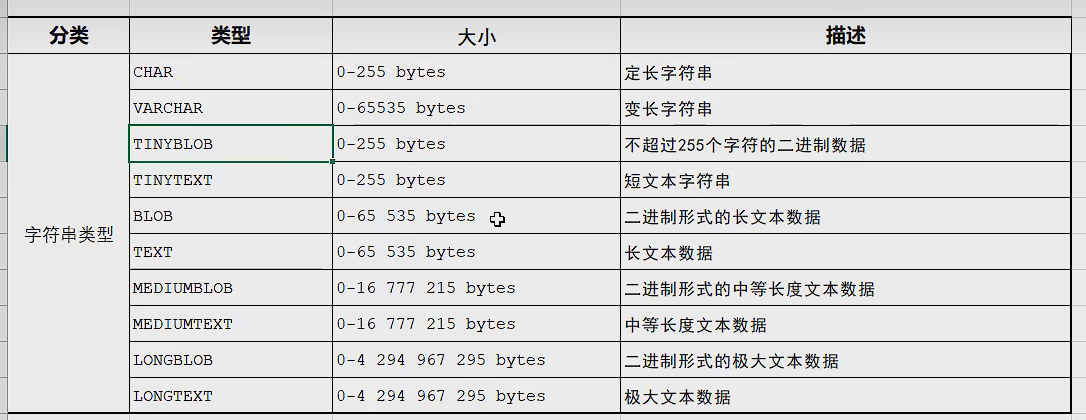 分类 类型 大小 描述
字符串类型
CHAR 0-255 bytes 定长字符串
VARCHAR 0-65535 bytes 变长字符串
TINYBLOB 0-255 bytes 不超过255个字符的二进制数据
TINYTEXT 0-255 bytes 短文本字符串
BLOB 0-65 535 bytes 二进制形式的长文本数据
TEXT 0-65 535 bytes 长文本数据
MEDIUMBLOB 0-16 777 215 bytes 二进制形式的中等长度文本数据
MEDIUMTEXT 0-16 777 215 bytes 中等长度文本数据
LONGBLOB 0-4 294 967 295 bytes 二进制形式的极大文本数据
LONGTEXT 0-4 294 967 295 bytes 极大文本数据